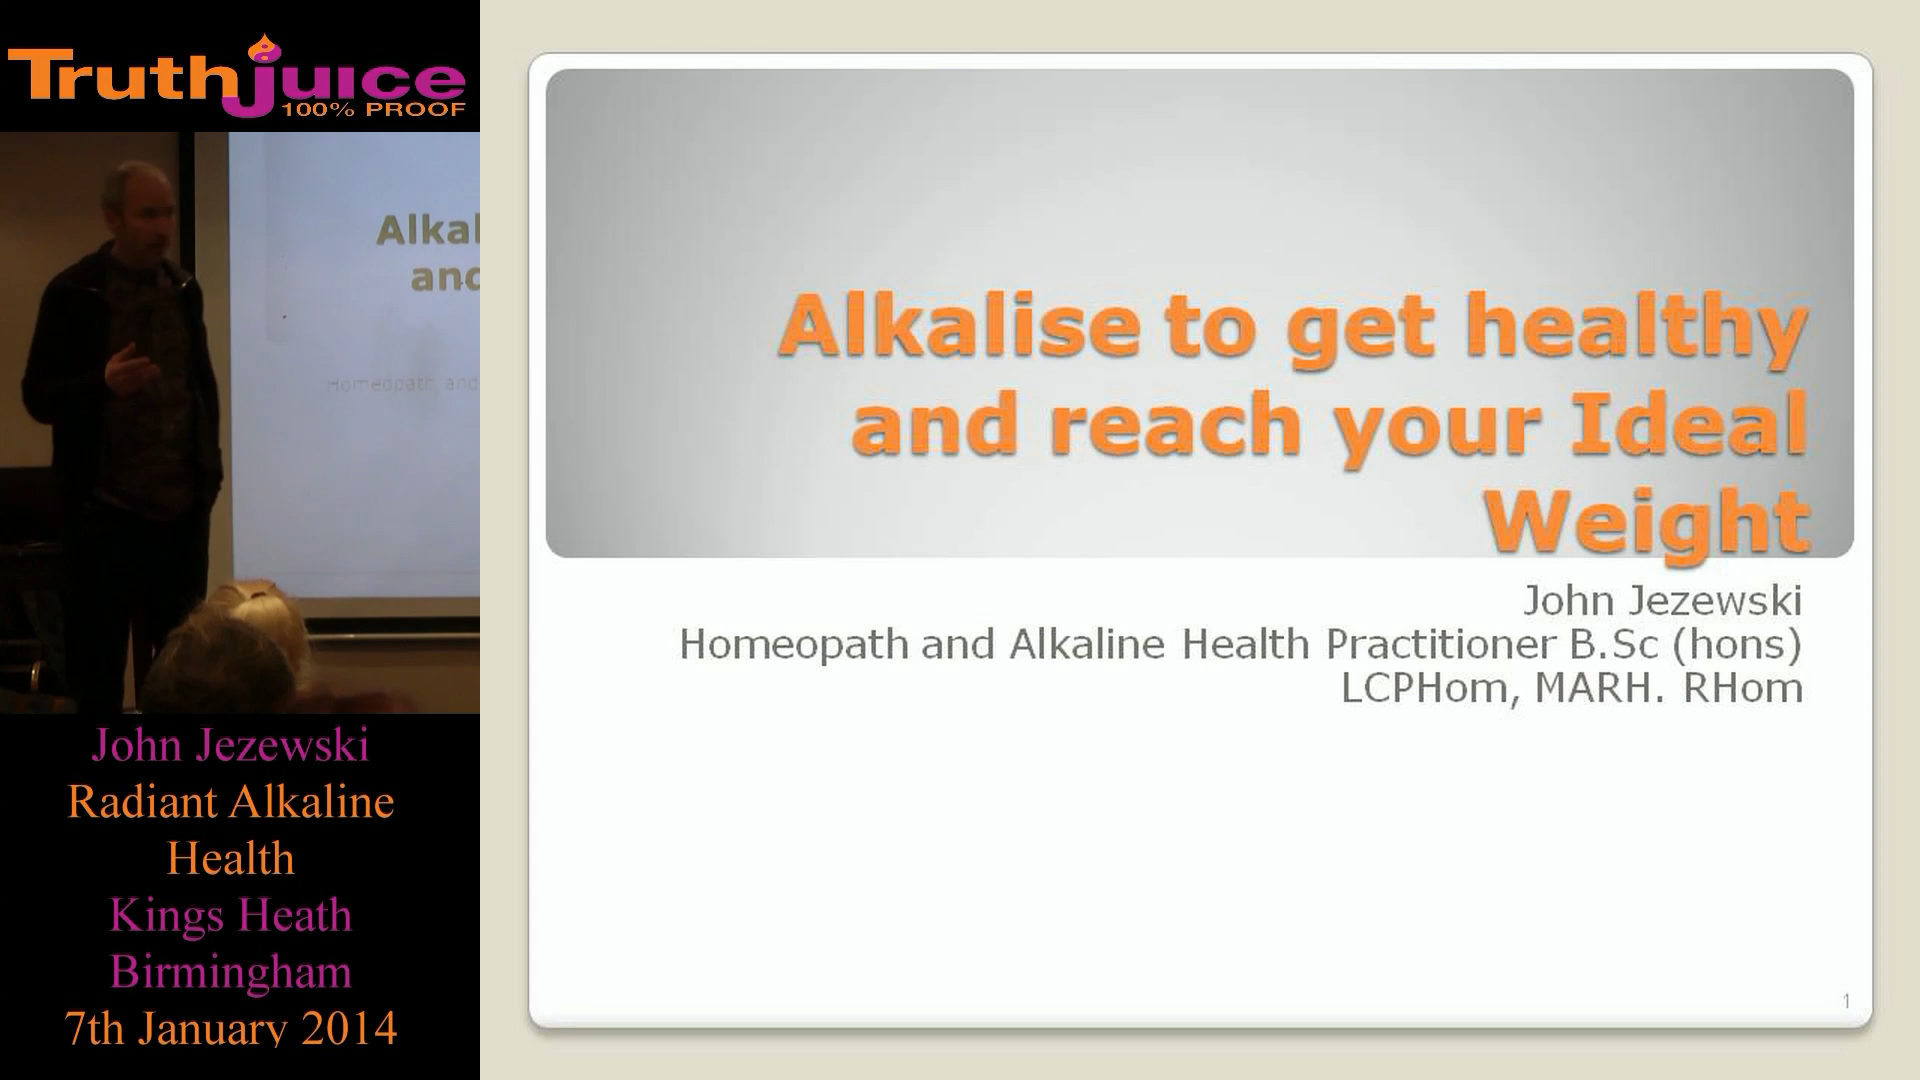 Truthjuice
100% PROOF
Alkal
and
Homeopath and
John Jezewski
Radiant Alkaline
Health
Kings Heath
Birmingham
7th January 2014
Alkalise to get healthy
and reach your Ideal
Weight
John Jezewski
Homeopath and Alkaline Health Practitioner B.Sc (hons)
LCPHom, MARH. RHom
1